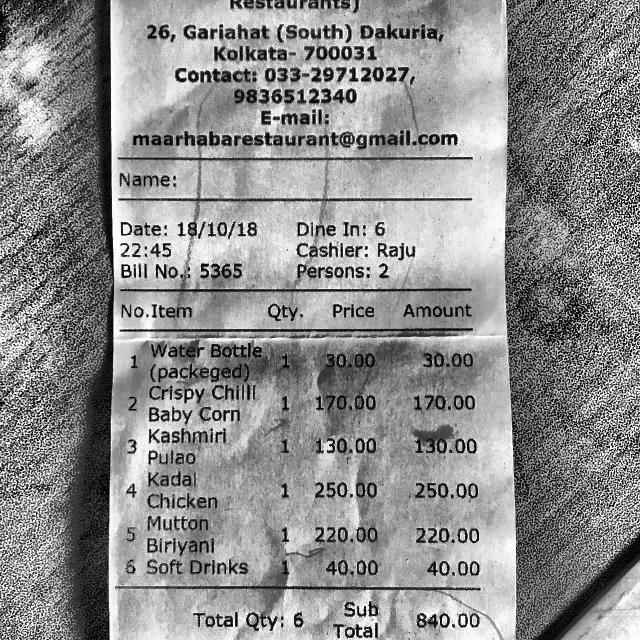 Restaurants)
26, Gariahat (South) Dakuria,
Kolkata- 700031
Contact: 033-29712027,
9836512340
E-mail:
maarhabarestaurant@gmail.com
Name:
Date: 18/10/18 Dine In: 6
22:45 Cashier: Raju
Bill No.: 5365 Persons: 2
No.Item Qty. Price Amount
1 Water Bottle (packeged) 1 30.00 30.00
2 Crispy Chilli Baby Corn 1 170.00 170.00
3 Kashmiri Pulao 1 130.00 130.00
4 Kadai Chicken 1 250.00 250.00
5 Mutton Biriyani 1 220.00 220.00
6 Soft Drinks 1 40.00 40.00
Total Qty: 6 Sub Total 840.00